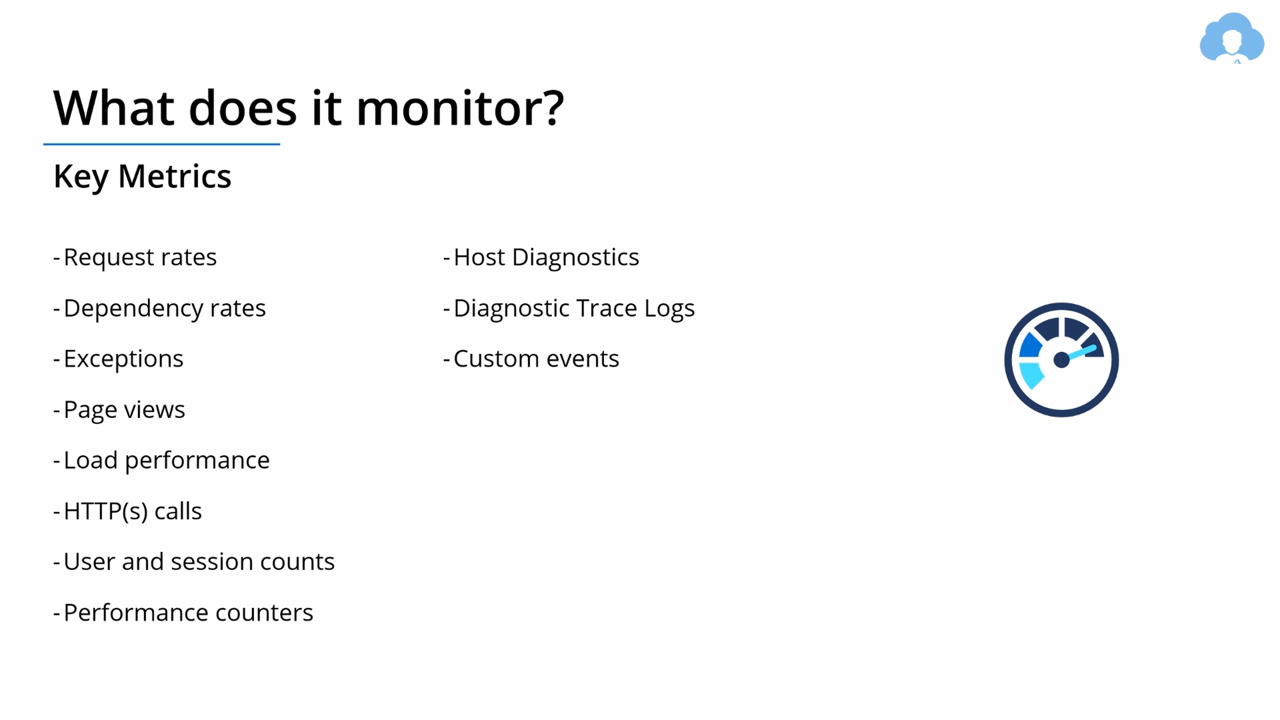 What does it monitor?
Key Metrics
-Request rates
-Dependency rates
-Exceptions
-Page views
-Load performance
-HTTP(s) calls
-User and session counts
-Performance counters
-Host Diagnostics
-Diagnostic Trace Logs
-Custom events